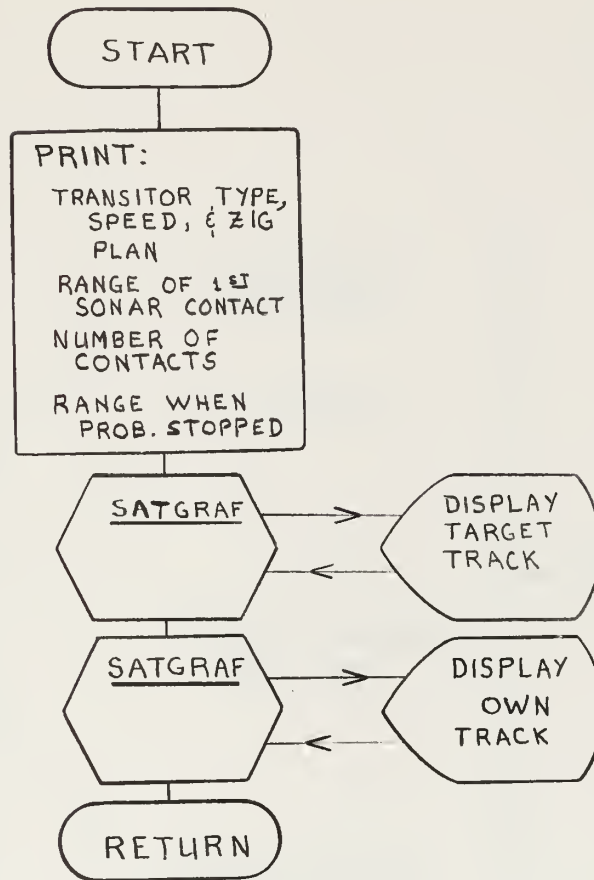 START
PRINT:
TRANSITOR TYPE,
SPEED, & ZIG
PLAN
RANGE OF 1ST
SONAR CONTACT
NUMBER OF
CONTACTS
RANGE WHEN
PROB. STOPPED
SATGRAF
DISPLAY
TARGET
TRACK
SATGRAF
DISPLAY
OWN
TRACK
RETURN